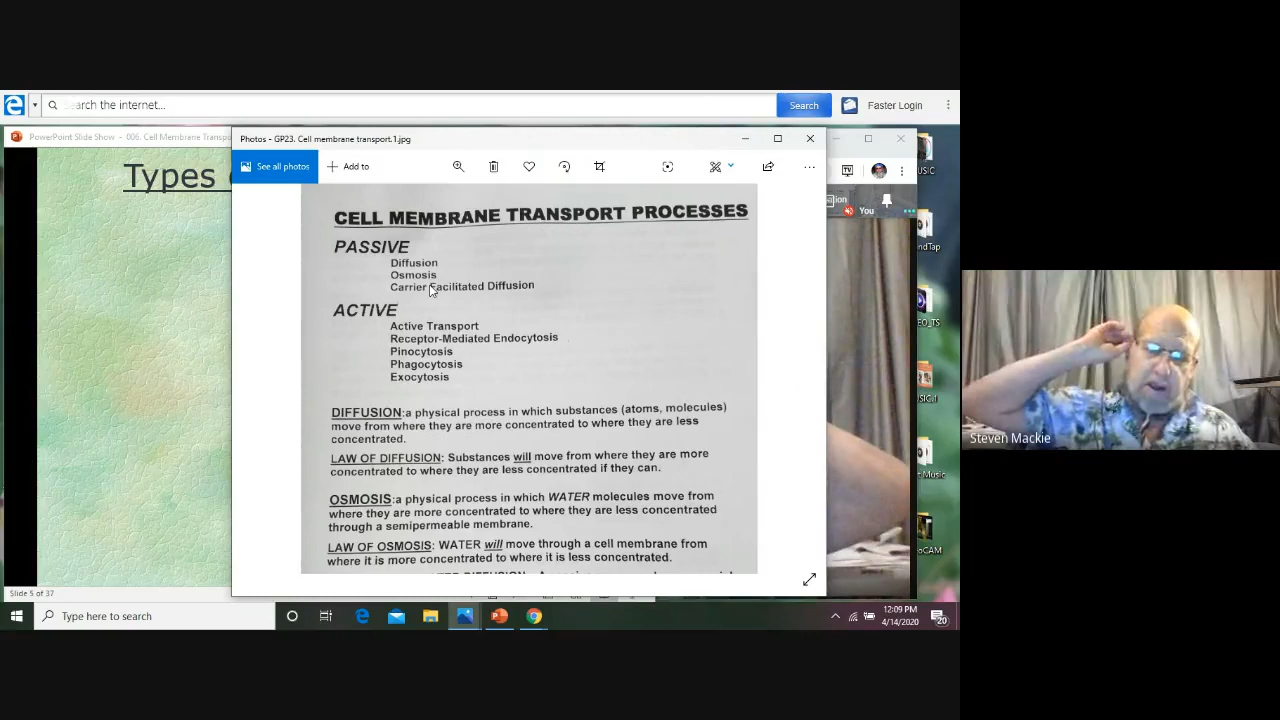 Search the internet...
Search
Faster Login
PowerPoint Slide Show - 006. Cell Membrane Transpo
Photos - GP23. Cell membrane transport.1.jpg
See all photos
Add to
Types
You
CELL MEMBRANE TRANSPORT PROCESSES
PASSIVE
Diffusion
Osmosis
Carrier Facilitated Diffusion
ACTIVE
Active Transport
Receptor-Mediated Endocytosis
Pinocytosis
Phagocytosis
Exocytosis
DIFFUSION:a physical process in which substances (atoms, molecules)
move from where they are more concentrated to where they are less
concentrated.
LAW OF DIFFUSION: Substances will move from where they are more
concentrated to where they are less concentrated if they can.
OSMOSIS:a physical process in which WATER molecules move from
where they are more concentrated to where they are less concentrated
through a semipermeable membrane.
LAW OF OSMOSIS: WATER will move through a cell membrane from
where it is more concentrated to where it is less concentrated.
Steven Mackie
Slide 5 of 37
Type here to search
12:09 PM
4/14/2020
20